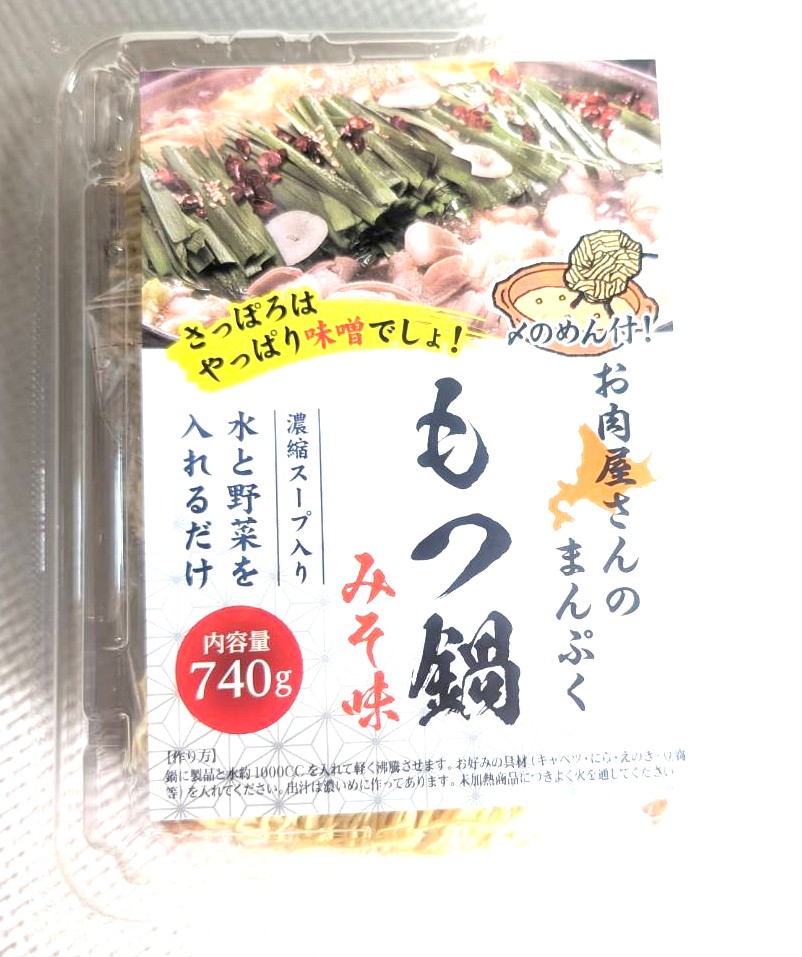 さっぽろは
やっぱり味噌でしょ！
〆のめん付！
お肉屋さんの
まんぷく
もつ鍋
みそ味
濃縮スープ入り
水と野菜を
入れるだけ
内容量
740g
【作り方】
鍋に製品と水約1000CCを入れて軽く沸騰させます。お好みの具材（キャベツ・にら・えのき・豆腐
等）を入れてください。出汁は濃いめに作ってあります。未加熱商品につきよく火を通してください